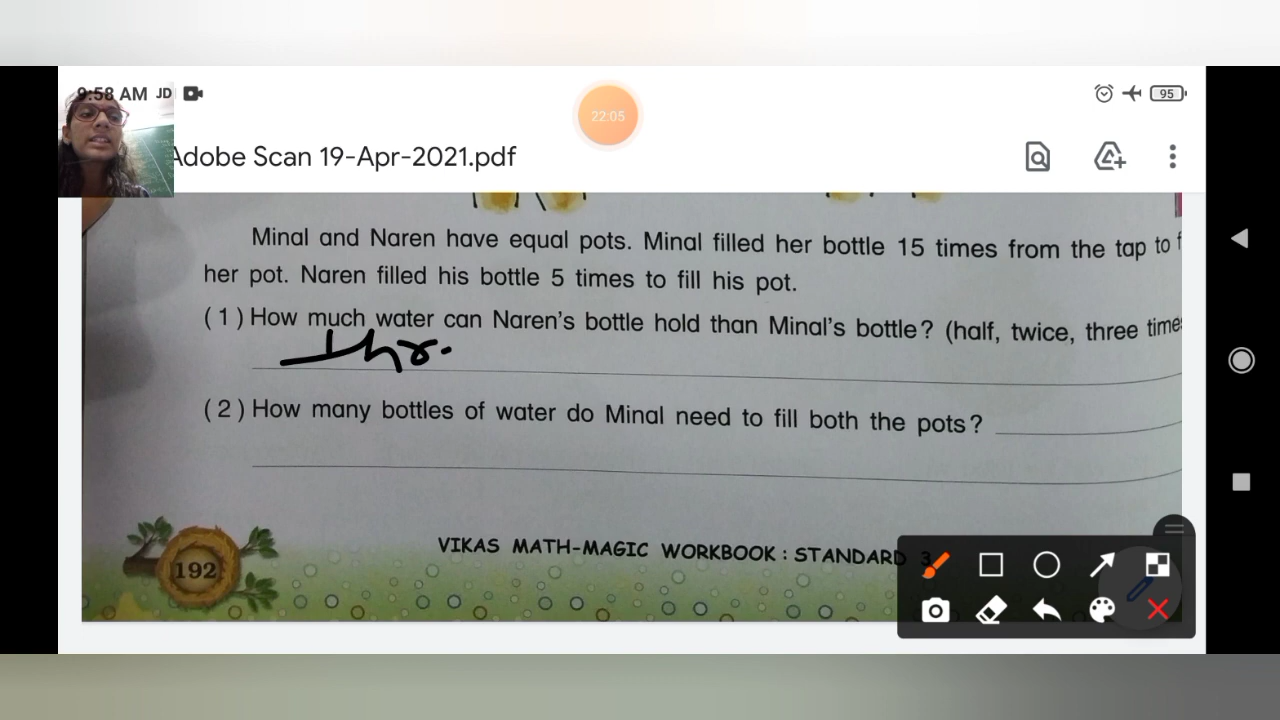 9:58 AM JD
22:05
95
Adobe Scan 19-Apr-2021.pdf
Minal and Naren have equal pots. Minal filled her bottle 15 times from the tap to f
her pot. Naren filled his bottle 5 times to fill his pot.
(1) How much water can Naren's bottle hold than Minal's bottle? (half, twice, three times
(2) How many bottles of water do Minal need to fill both the pots?
VIKAS MATH-MAGIC WORKBOOK : STANDARD 3
192